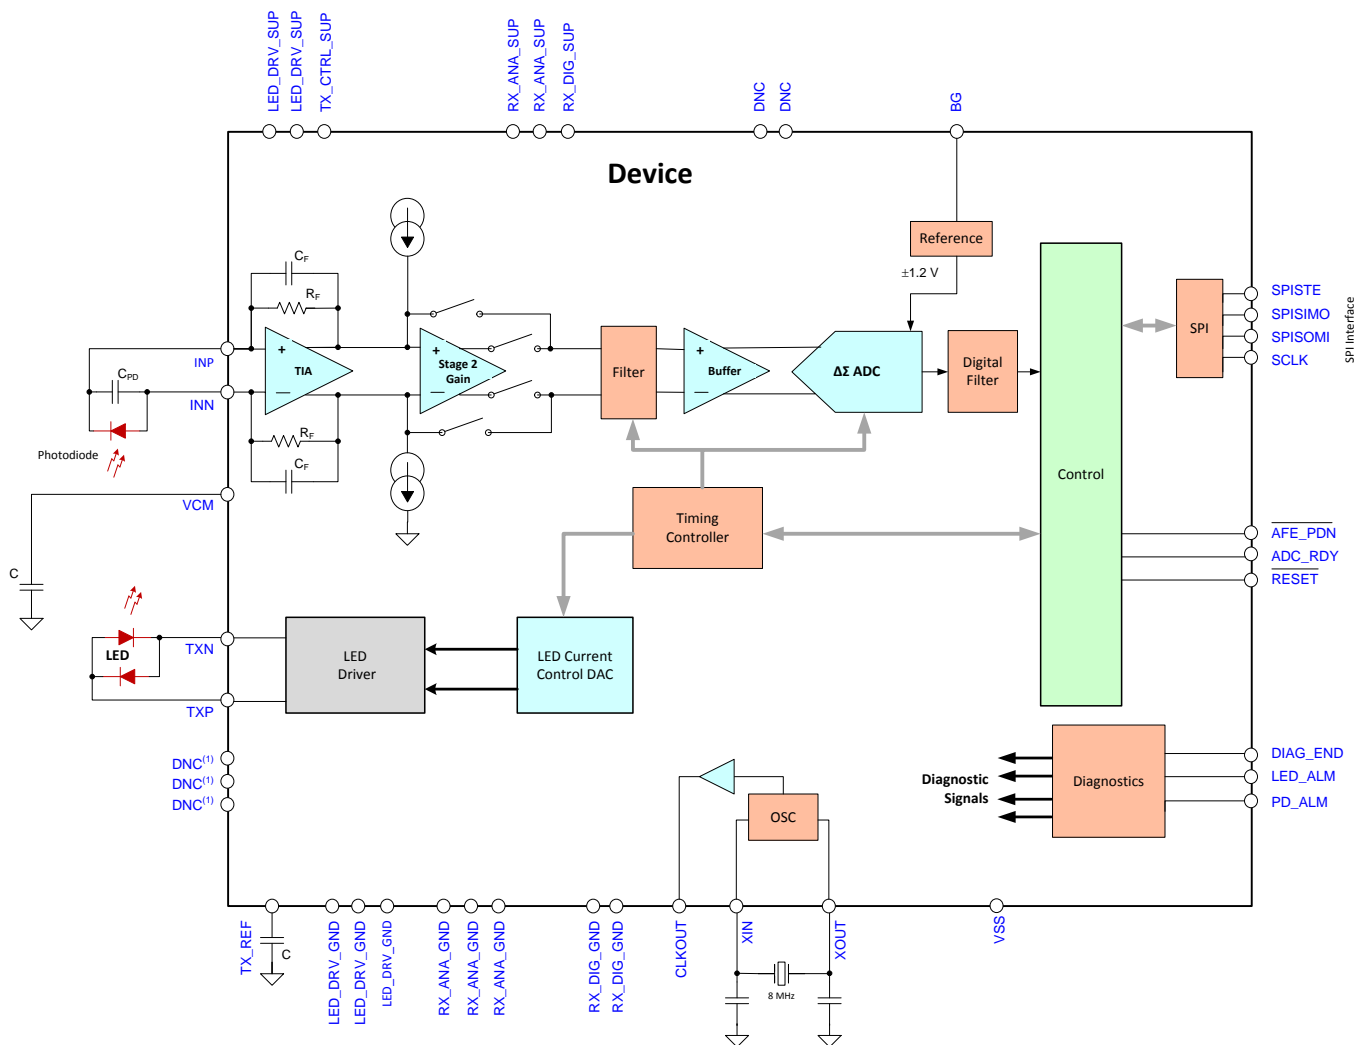 LED_DRV_SUP
LED_DRV_SUP
TX_CTRL_SUP
RX_ANA_SUP
RX_ANA_SUP
RX_DIG_SUP
DNC
DNC
BG
Device
Reference
±1.2 V
CF
RF
INP
+
TIA
—
CPD
INN
Photodiode
RF
CF
+
Stage 2
Gain
—
Filter
+
Buffer
—
ΔΣ ADC
Digital
Filter
Control
SPI
SPISTE
SPISIMO
SPISOMI
SCLK
SPI Interface
VCM
C
Timing
Controller
AFE_PDN
ADC_RDY
RESET
LED
TXN
TXP
LED
Driver
LED Current
Control DAC
DNC(1)
DNC(1)
DNC(1)
Diagnostic
Signals
Diagnostics
DIAG_END
LED_ALM
PD_ALM
OSC
TX_REF
C
LED_DRV_GND
LED_DRV_GND
LED_DRV_GND
RX_ANA_GND
RX_ANA_GND
RX_ANA_GND
RX_DIG_GND
RX_DIG_GND
CLKOUT
XIN
XOUT
VSS
8 MHz